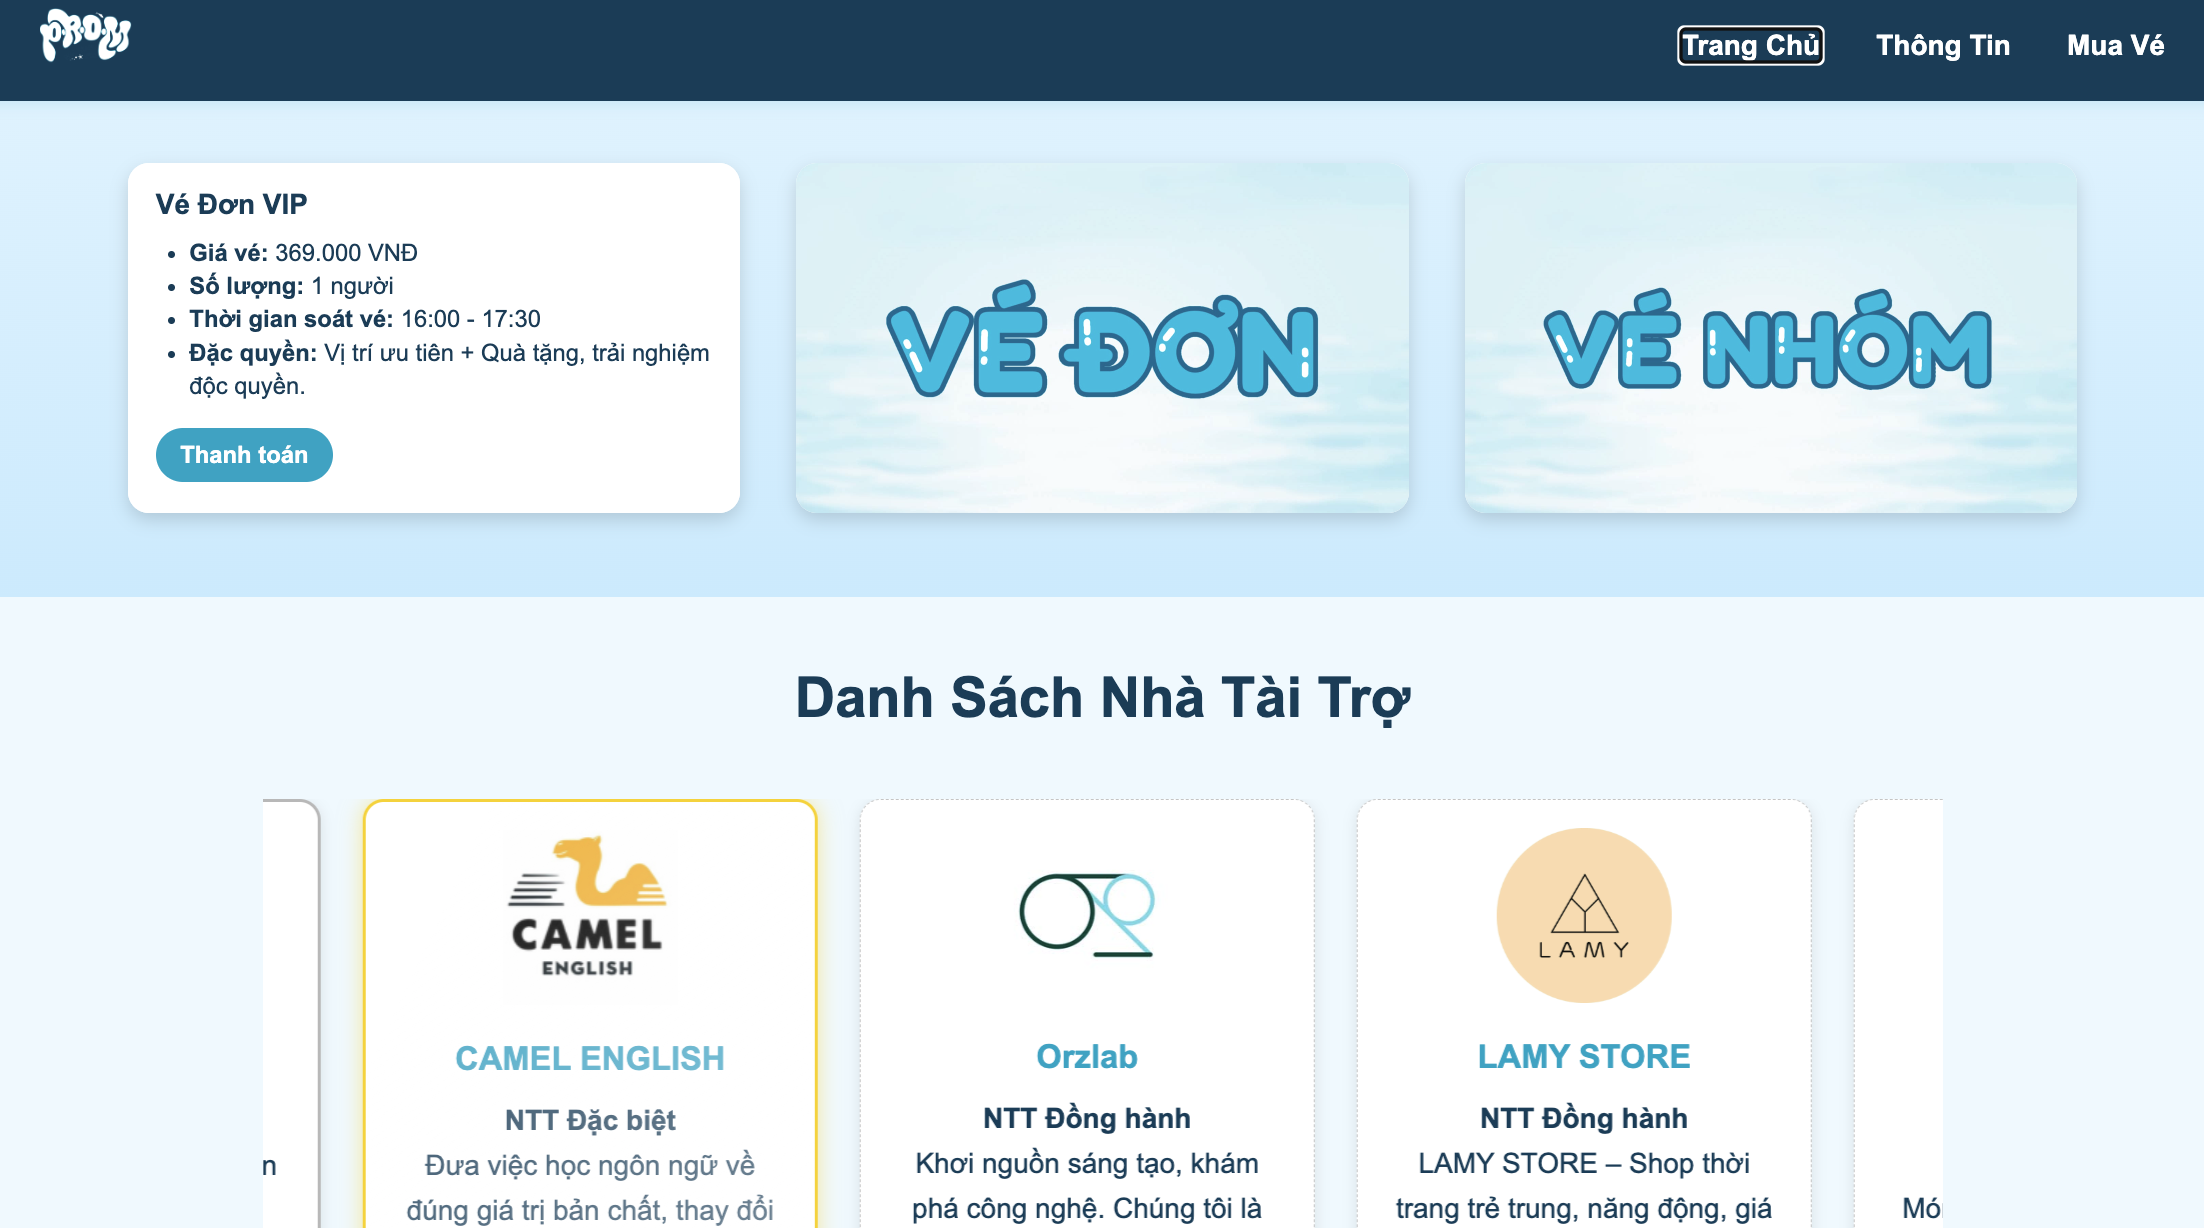 PROM
Trang Chủ
Thông Tin
Mua Vé
Vé Đơn VIP
Giá vé: 369.000 VNĐ
Số lượng: 1 người
Thời gian soát vé: 16:00 - 17:30
Đặc quyền: Vị trí ưu tiên + Quà tặng, trải nghiệm
độc quyền.
Thanh toán
VÉ ĐƠN
VÉ NHÓM
Danh Sách Nhà Tài Trợ
n
CAMEL
ENGLISH
CAMEL ENGLISH
NTT Đặc biệt
Đưa việc học ngôn ngữ về
đúng giá trị bản chất, thay đổi
Orzlab
NTT Đồng hành
Khơi nguồn sáng tạo, khám
phá công nghệ. Chúng tôi là
LAMY
LAMY STORE
NTT Đồng hành
LAMY STORE – Shop thời
trang trẻ trung, năng động, giá